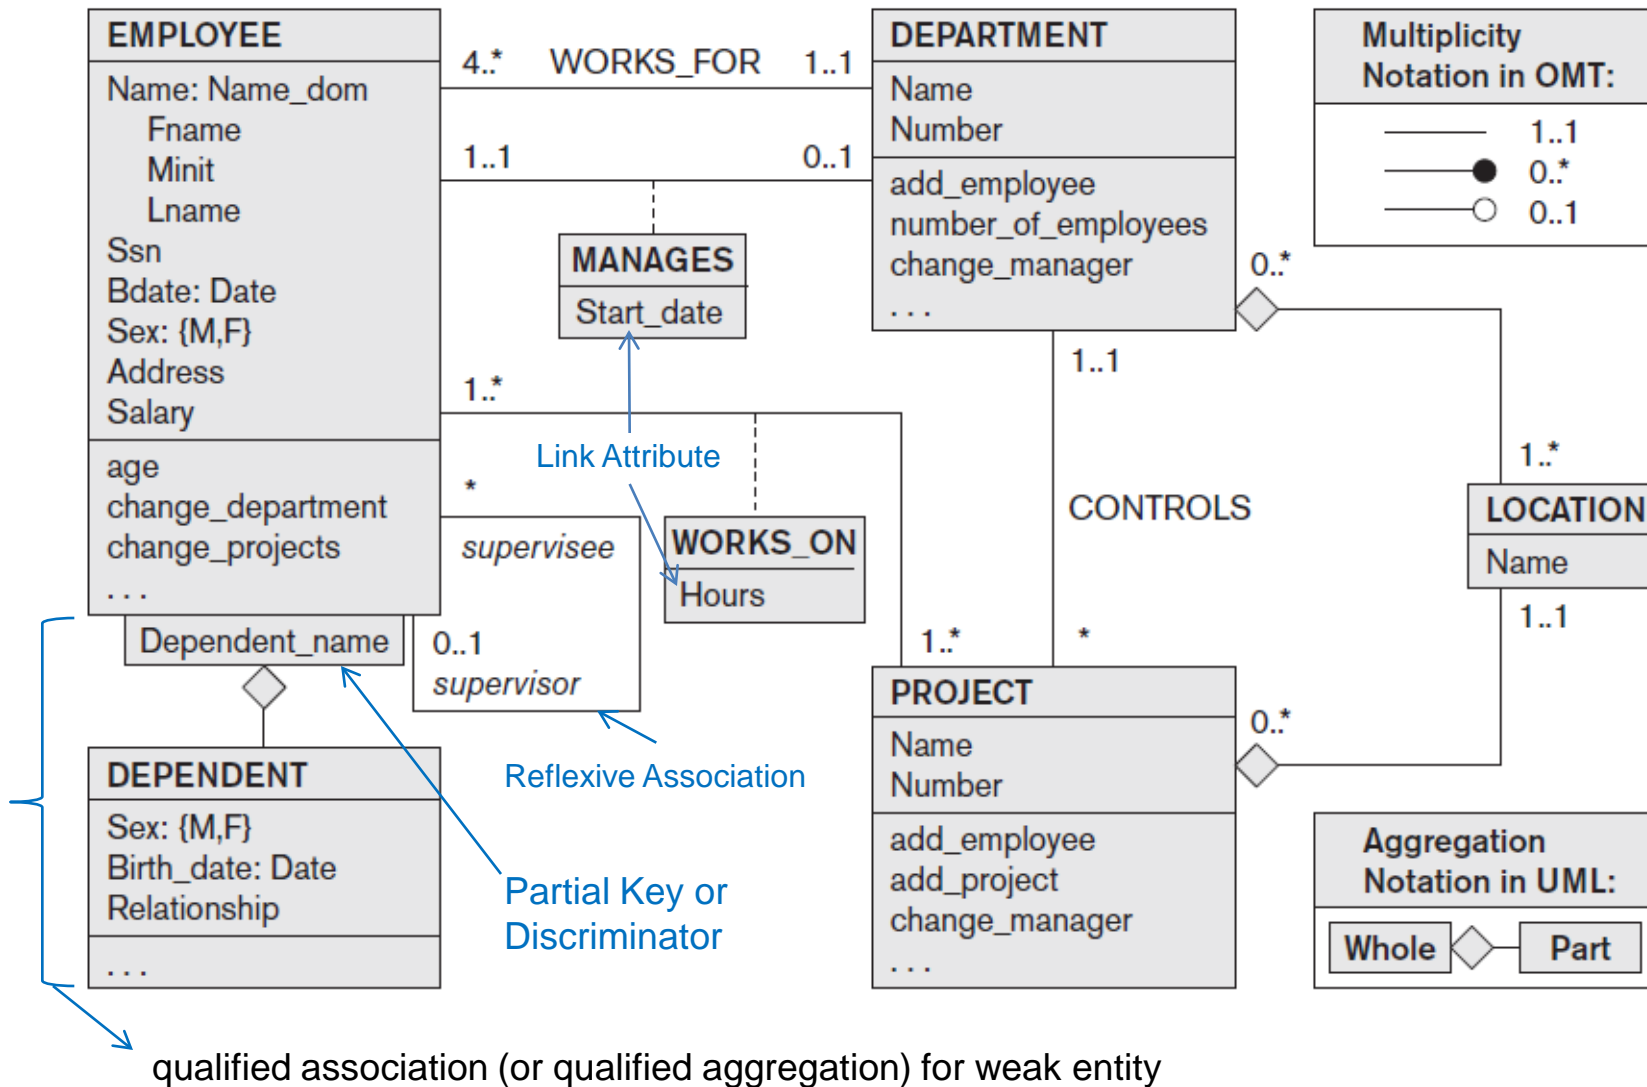 EMPLOYEE
Name: Name_dom
Fname
Minit
Lname
Ssn
Bdate: Date
Sex: {M,F}
Address
Salary
age
change_department
change_projects
. . .
Dependent_name
DEPENDENT
Sex: {M,F}
Birth_date: Date
Relationship
. . .
4..* WORKS_FOR 1..1
1..1 0..1
MANAGES
Start_date
1..*
Link Attribute
*
supervisee
0..1
supervisor
WORKS_ON
Hours
1..*
Reflexive Association
Partial Key or
Discriminator
DEPARTMENT
Name
Number
add_employee
number_of_employees
change_manager
. . .
0..*
1..1
CONTROLS
*
1..*
LOCATION
Name
1..1
PROJECT
Name
Number
add_employee
add_project
change_manager
. . .
0..*
Multiplicity
Notation in OMT:
1..1
0..*
0..1
Aggregation
Notation in UML:
Whole Part
qualified association (or qualified aggregation) for weak entity